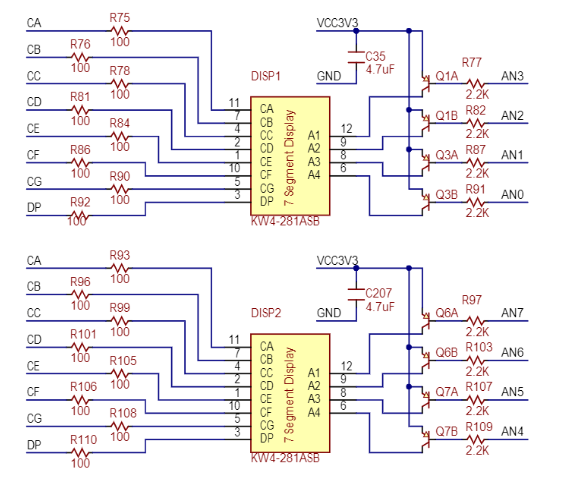 CA R75 100 VCC3V3
CB R76 100 C35 4.7uF
CC R78 100 GND R77 2.2K Q1A AN3
CD R81 100 DISP1 R82 2.2K Q1B AN2
CE R84 100 R87 2.2K Q3A AN1
CF R86 100 R91 2.2K Q3B AN0
CG R90 100
DP R92 100
11 CA
7 CB
4 CC A1 12
2 CD A2 9
1 CE A3 8
10 CF A4 6
5 CG
3 DP
7 Segment Display
KW4-281ASB
CA R93 100 VCC3V3
CB R96 100 C207 4.7uF
CC R99 100 GND R97 2.2K Q6A AN7
CD R101 100 DISP2 R103 2.2K Q6B AN6
CE R105 100 R107 2.2K Q7A AN5
CF R106 100 R109 2.2K Q7B AN4
CG R108 100
DP R110 100
11 CA
7 CB
4 CC A1 12
2 CD A2 9
1 CE A3 8
10 CF A4 6
5 CG
3 DP
7 Segment Display
KW4-281ASB